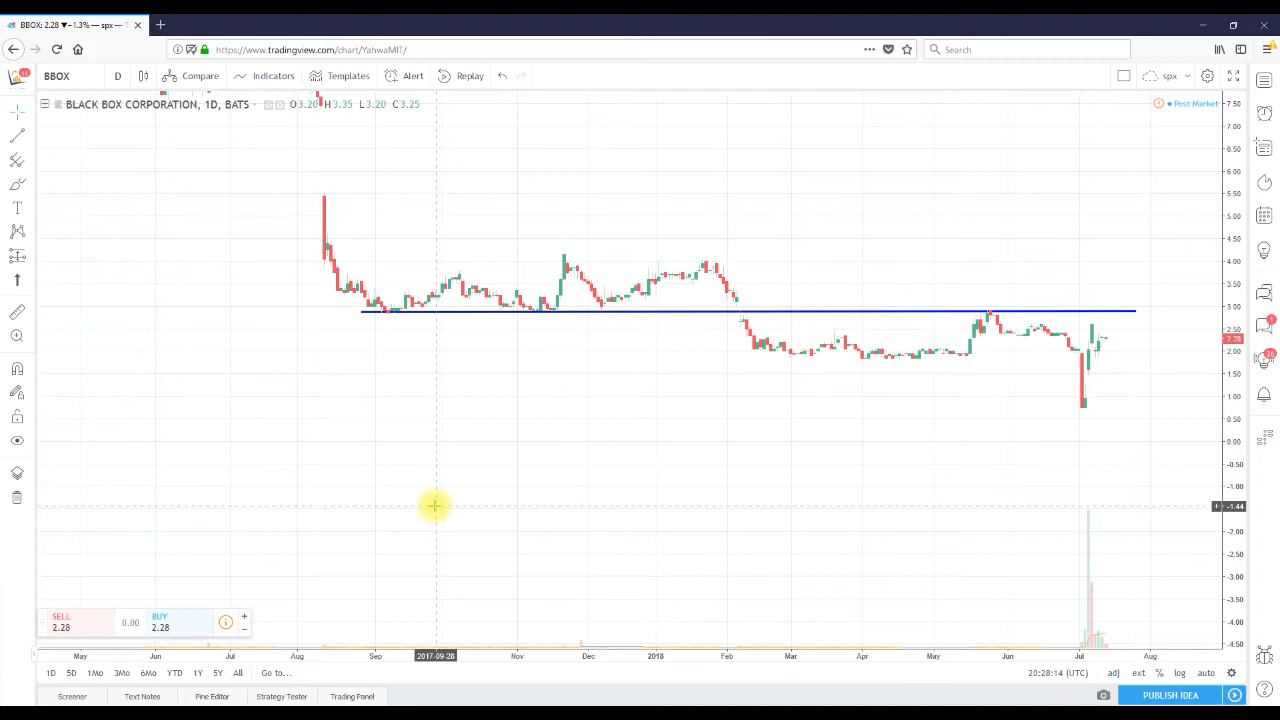 BBOX: 2.28 ▼−1.3% — spx —
https://www.tradingview.com/chart/YahwaMIT/
Search
BBOX D Compare Indicators Templates Alert Replay spx
11
BLACK BOX CORPORATION, 1D, BATS O3.20 H3.35 L3.20 C3.25
Post Market
7.50
7.00
6.50
6.00
5.50
5.00
4.50
4.00
3.50
3.00
2.50
2.28
2.00
1.50
1.00
0.50
0.00
-0.50
-1.00
-1.44
-2.00
-2.50
-3.00
-3.50
-4.00
-4.50
1
36
SELL
2.28
0.00
BUY
2.28
May Jun Jul Aug Sep 2017-09-28 Nov Dec 2018 Feb Mar Apr May Jun Jul Aug
1D 5D 1Mo 3Mo 6Mo YTD 1Y 5Y All Go to... 20:28:14 (UTC) adj ext % log auto
Screener Text Notes Pine Editor Strategy Tester Trading Panel PUBLISH IDEA